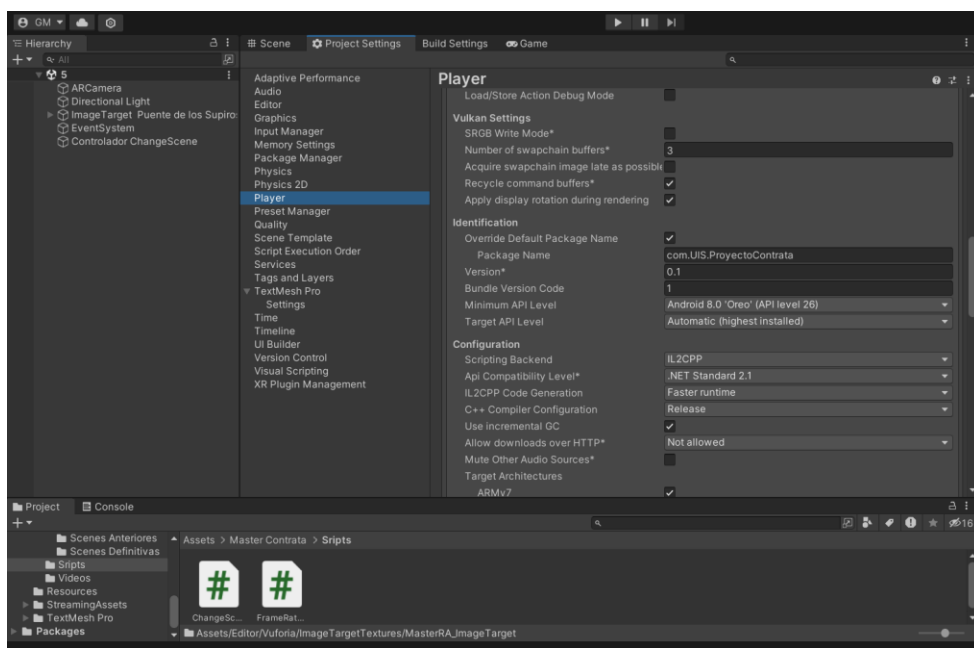 GM
Hierarchy
Scene
Project Settings
Build Settings
Game
All
5
ARCamera
Directional Light
ImageTarget Puente de los Supiro
EventSystem
Controlador ChangeScene
Adaptive Performance
Audio
Editor
Graphics
Input Manager
Memory Settings
Package Manager
Physics
Physics 2D
Player
Preset Manager
Quality
Scene Template
Script Execution Order
Services
Tags and Layers
TextMesh Pro
Settings
Time
Timeline
UI Builder
Version Control
Visual Scripting
XR Plugin Management
Player
Load/Store Action Debug Mode
Vulkan Settings
SRGB Write Mode*
Number of swapchain buffers* 3
Acquire swapchain image late as possible
Recycle command buffers*
Apply display rotation during rendering
Identification
Override Default Package Name
Package Name com.UIS.ProyectoContrata
Version* 0.1
Bundle Version Code 1
Minimum API Level Android 8.0 'Oreo' (API level 26)
Target API Level Automatic (highest installed)
Configuration
Scripting Backend IL2CPP
Api Compatibility Level* .NET Standard 2.1
IL2CPP Code Generation Faster runtime
C++ Compiler Configuration Release
Use incremental GC
Allow downloads over HTTP* Not allowed
Mute Other Audio Sources*
Target Architectures
ARMv7
Project
Console
16
Scenes Anteriores
Scenes Definitivas
Sripts
Videos
Resources
StreamingAssets
TextMesh Pro
Packages
Assets > Master Contrata > Sripts
ChangeSc...
FrameRat...
Assets/Editor/Vuforia/ImageTargetTextures/MasterRA_ImageTarget